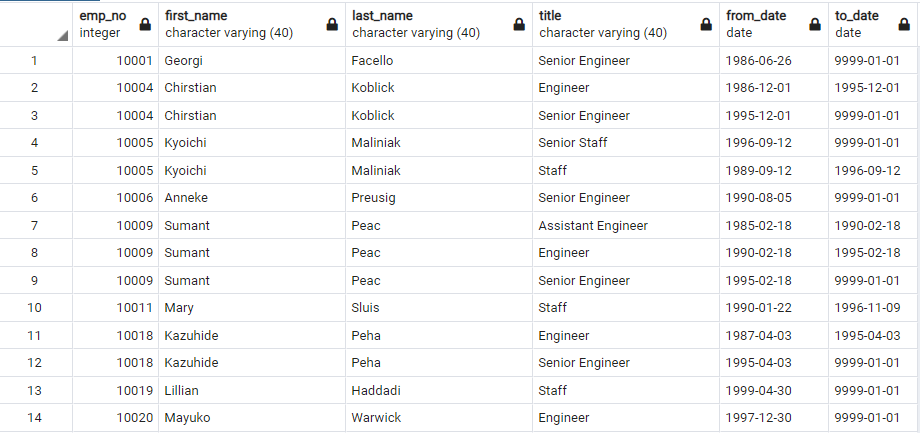 emp_no first_name last_name title from_date to_date
integer character varying (40) character varying (40) character varying (40) date date
1 10001 Georgi Facello Senior Engineer 1986-06-26 9999-01-01
2 10004 Chirstian Koblick Engineer 1986-12-01 1995-12-01
3 10004 Chirstian Koblick Senior Engineer 1995-12-01 9999-01-01
4 10005 Kyoichi Maliniak Senior Staff 1996-09-12 9999-01-01
5 10005 Kyoichi Maliniak Staff 1989-09-12 1996-09-12
6 10006 Anneke Preusig Senior Engineer 1990-08-05 9999-01-01
7 10009 Sumant Peac Assistant Engineer 1985-02-18 1990-02-18
8 10009 Sumant Peac Engineer 1990-02-18 1995-02-18
9 10009 Sumant Peac Senior Engineer 1995-02-18 9999-01-01
10 10011 Mary Sluis Staff 1990-01-22 1996-11-09
11 10018 Kazuhide Peha Engineer 1987-04-03 1995-04-03
12 10018 Kazuhide Peha Senior Engineer 1995-04-03 9999-01-01
13 10019 Lillian Haddadi Staff 1999-04-30 9999-01-01
14 10020 Mayuko Warwick Engineer 1997-12-30 9999-01-01